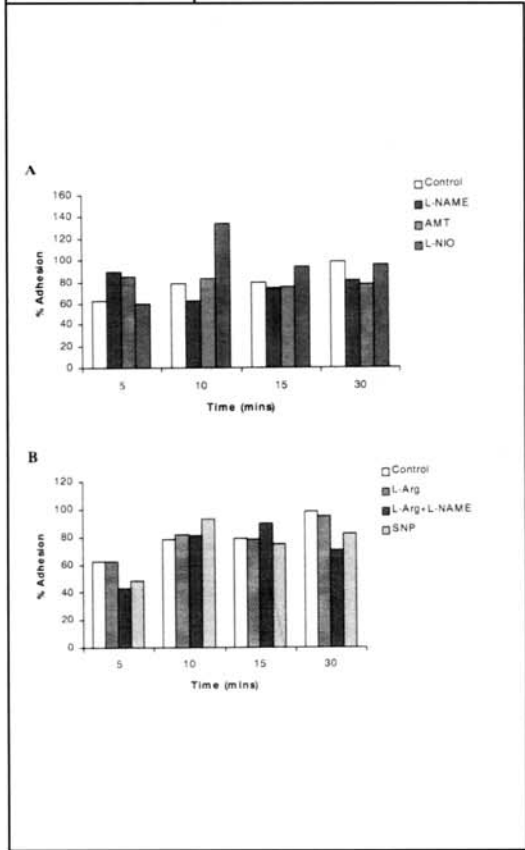 A
Control
L-NAME
AMT
L-NIO
% Adhesion
160
140
120
100
80
60
40
20
0
5 10 15 30
Time (mins)
B
Control
L-Arg
L-Arg+L-NAME
SNP
% Adhesion
120
100
80
60
40
20
0
5 10 15 30
Time (mins)